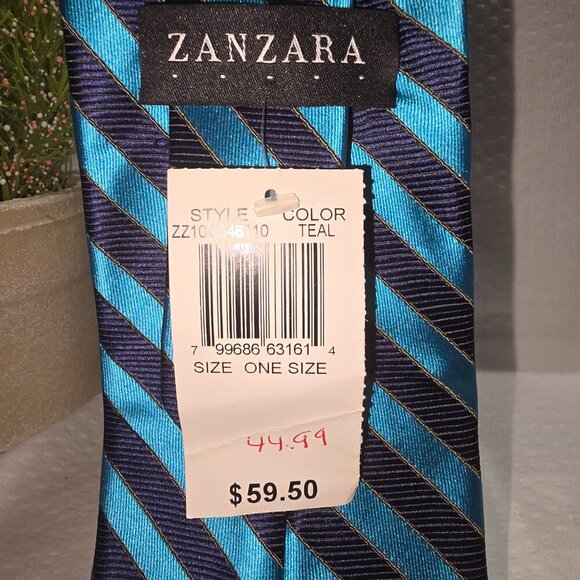 ZANZARA
STYLE COLOR
TEAL
7 99686 63161 4
SIZE ONE SIZE
44.99
$59.50